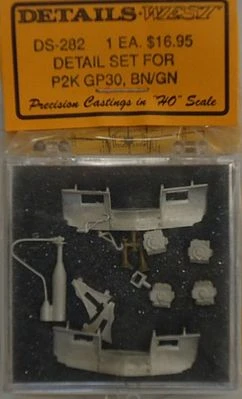 DETAILS WEST
DS-282 1 EA. $16.95
DETAIL SET FOR
P2K GP30, BN/GN
Precision Castings in "HO" Scale